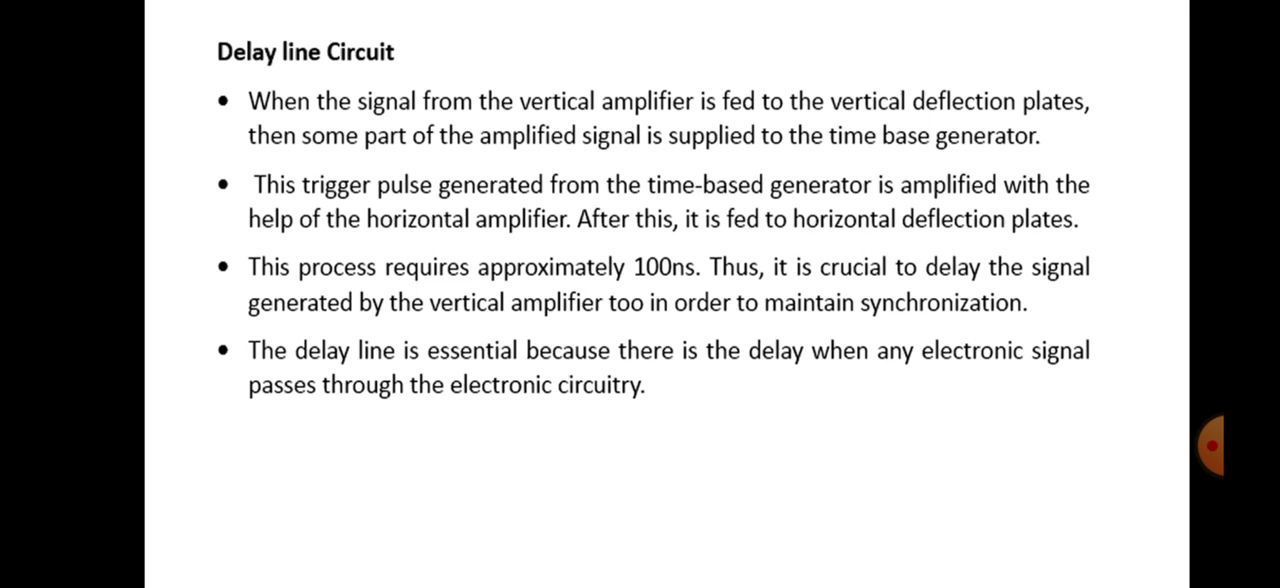 Delay line Circuit
• When the signal from the vertical amplifier is fed to the vertical deflection plates,
then some part of the amplified signal is supplied to the time base generator.
• This trigger pulse generated from the time-based generator is amplified with the
help of the horizontal amplifier. After this, it is fed to horizontal deflection plates.
• This process requires approximately 100ns. Thus, it is crucial to delay the signal
generated by the vertical amplifier too in order to maintain synchronization.
• The delay line is essential because there is the delay when any electronic signal
passes through the electronic circuitry.